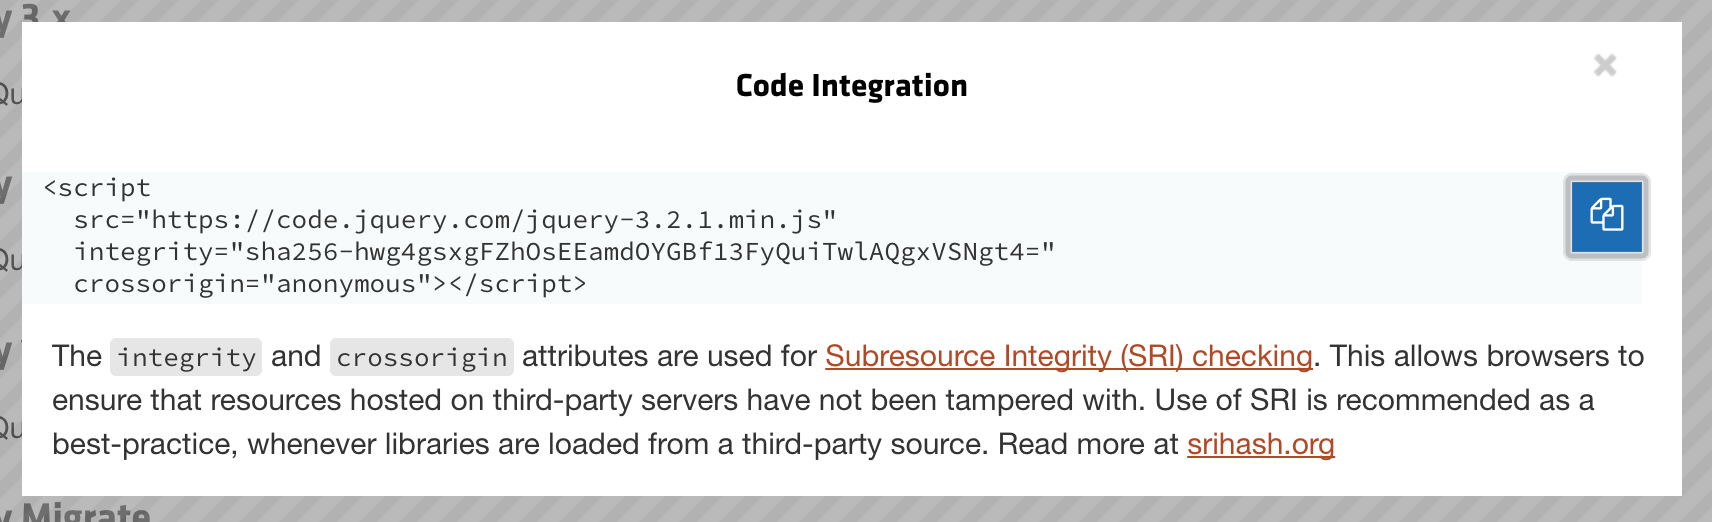 y 3.x
Code Integration
<script
src="https://code.jquery.com/jquery-3.2.1.min.js"
integrity="sha256-hwg4gsxgFZhOsEEamdOYGBf13FyQuiTwlAQgxVSNgt4="
crossorigin="anonymous"></script>
The integrity and crossorigin attributes are used for Subresource Integrity (SRI) checking. This allows browsers to
ensure that resources hosted on third-party servers have not been tampered with. Use of SRI is recommended as a
best-practice, whenever libraries are loaded from a third-party source. Read more at srihash.org
y Migrate